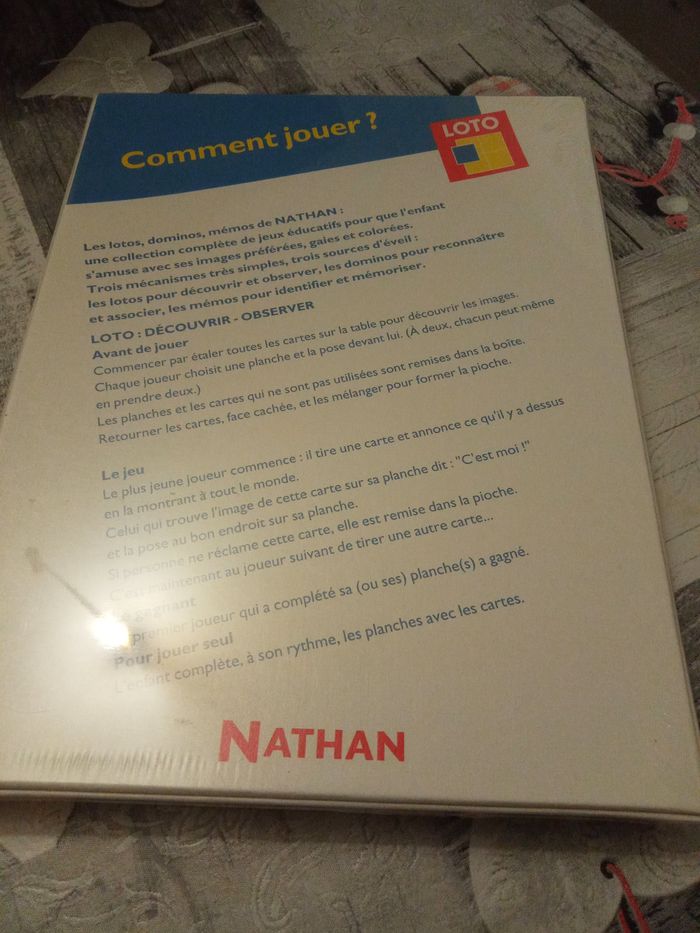 Comment jouer ?
LOTO
Les lotos, dominos, mémos de NATHAN :
une collection complète de jeux éducatifs pour que l'enfant
s'amuse avec ses images préférées, gaies et colorées.
Trois mécanismes très simples, trois sources d'éveil :
les lotos pour découvrir et observer, les dominos pour reconnaître
et associer, les mémos pour identifier et mémoriser.
LOTO : DÉCOUVRIR - OBSERVER
Avant de jouer
Commencer par étaler toutes les cartes sur la table pour découvrir les images.
Chaque joueur choisit une planche et la pose devant lui. (À deux, chacun peut même
en prendre deux.)
Les planches et les cartes qui ne sont pas utilisées sont remises dans la boîte.
Retourner les cartes, face cachée, et les mélanger pour former la pioche.
Le jeu
Le plus jeune joueur commence : il tire une carte et annonce ce qu'il y a dessus
en la montrant à tout le monde.
Celui qui trouve l'image de cette carte sur sa planche dit : "C'est moi !"
et la pose au bon endroit sur sa planche.
Si personne ne réclame cette carte, elle est remise dans la pioche.
C'est maintenant au joueur suivant de tirer une autre carte...
gagnant
premier joueur qui a complété sa (ou ses) planche(s) a gagné.
Pour jouer seul
L'enfant complète, à son rythme, les planches avec les cartes.
NATHAN